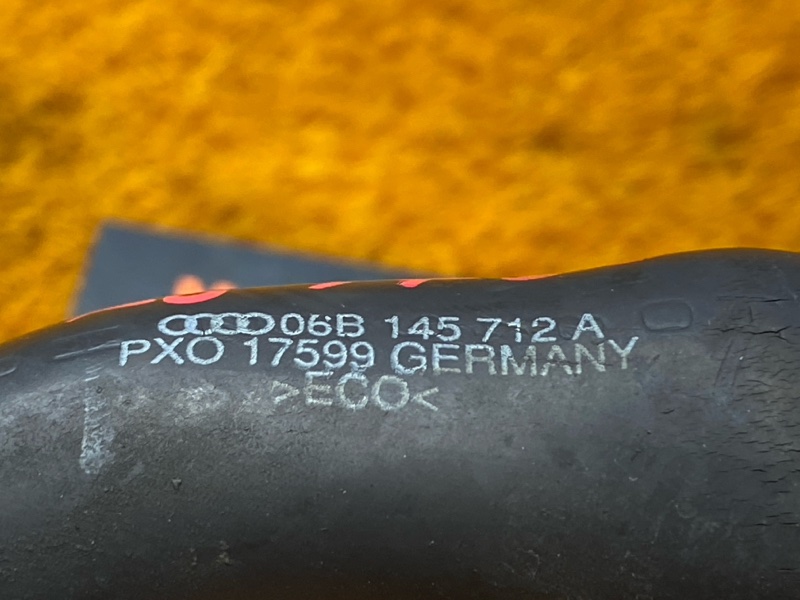 06B 145 712 A
PXO 17599 GERMANY
>ECO<